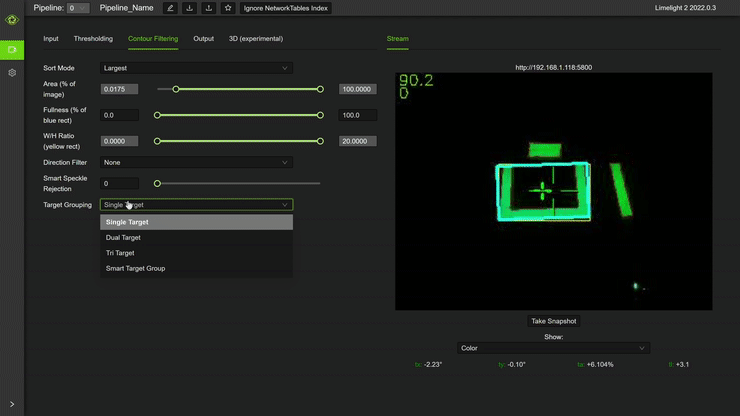 Pipeline: 0 Pipeline_Name Ignore NetworkTables Index Limelight 2 2022.0.3
Input Thresholding Contour Filtering Output 3D (experimental) Stream
Sort Mode Largest
http://192.168.1.118:5800
Area (% of
image) 0.0175 100.0000
Fullness (% of
blue rect) 0.0 100.0
W/H Ratio
(yellow rect) 0.0000 20.0000
Direction Filter None
Smart Speckle
Rejection 0
Target Grouping Single Target
Single Target
Dual Target
Tri Target
Smart Target Group
90.2
0
Take Snapshot
Show:
Color
tx: -2.23° ty: -0.10° ta: +6.104% tl: +3.1